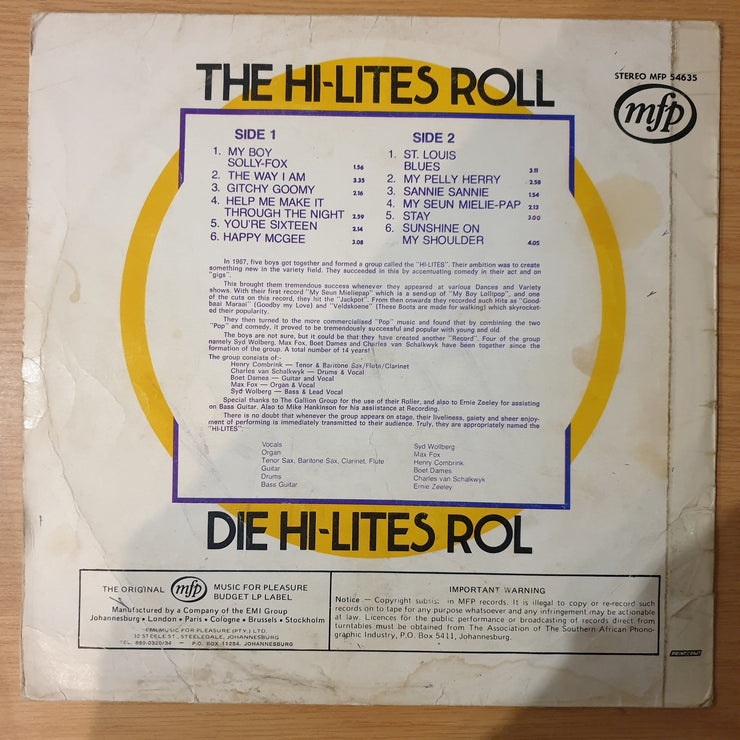 THE HI-LITES ROLL
STEREO MFP 54635
mfp
SIDE 1
1. MY BOY
SOLLY-FOX 1.56
2. THE WAY I AM 3.35
3. GITCHY GOOMY 2.16
4. HELP ME MAKE IT
THROUGH THE NIGHT 2.59
5. YOU'RE SIXTEEN 2.14
6. HAPPY MCGEE 3.08
SIDE 2
1. ST. LOUIS
BLUES 3.11
2. MY PELLY HERRY 2.58
3. SANNIE SANNIE 1.54
4. MY SEUN MIELIE-PAP 2.13
5. STAY 3.00
6. SUNSHINE ON
MY SHOULDER 4.05
In 1967, five boys got together and formed a group called the "HI-LITES". Their ambition was to create
something new in the variety field. They succeeded in this by accentuating comedy in their act and on
"gigs".
This brought them tremendous success whenever they appeared at various Dances and Variety
shows. With their first record "My Seun Mieliepap" which is a send-up of "My Boy Lollipop", and one
of the cuts on this record, they hit the "Jackpot". From then onwards they recorded such Hits as "Good-
baai Maraai" (Goodby my Love) and "Veldskoene" (These Boots are made for walking) which skyrocket-
ed their popularity.
They then turned to the more commercialised "Pop" music and found that by combining the two
"Pop" and comedy, it proved to be tremendously successful and popular with young and old.
The boys are not sure, but it could be that they have created another "Record". Four of the group
namely Syd Wolberg, Max Fox, Boet Dames and Charles van Schalkwyk have been together since the
formation of the group. A total number of 14 years!
The group consists of:-
Henry Combrink — Tenor & Baritone Sax/Flute/Clarinet
Charles van Schalkwyk — Drums & Vocal
Boet Dames — Guitar and Vocal
Max Fox — Organ & Vocal
Syd Wolberg — Bass & Lead Vocal
Special thanks to The Gallion Group for the use of their Roller, and also to Ernie Zeeley for assisting
on Bass Guitar. Also to Mike Hankinson for his assistance at Recording.
There is no doubt that whenever the group appears on stage, their liveliness, gaiety and sheer enjoy-
ment of performing is immediately transmitted to their audience. Truly, they are appropriately named the
"HI-LITES".
Vocals Syd Wollberg
Organ Max Fox
Tenor Sax, Baritone Sax, Clarinet, Flute Henry Combrink
Guitar Boet Dames
Drums Charles van Schalkwyk
Bass Guitar Ernie Zeeley
DIE HI-LITES ROL
THE ORIGINAL mfp MUSIC FOR PLEASURE
BUDGET LP LABEL
Manufactured by a Company of the EMI Group
Johannesburg • London • Paris • Cologne • Brussels • Stockholm
EMI/MUSIC FOR PLEASURE (PTY.) LTD.
32 STEELE ST., STEELEDALE, JOHANNESBURG
TEL. 869-0320/34 — P.O. BOX 11254, JOHANNESBURG
IMPORTANT WARNING
Notice — Copyright subsists in MFP records. It is illegal to copy or re-record such
records on to tape for any purpose whatsoever and any infringement may be actionable
at law. Licences for the public performance or broadcasting of records direct from
turntables must be obtained from The Association of The Southern African Phono-
graphic Industry, P.O. Box 5411, Johannesburg.